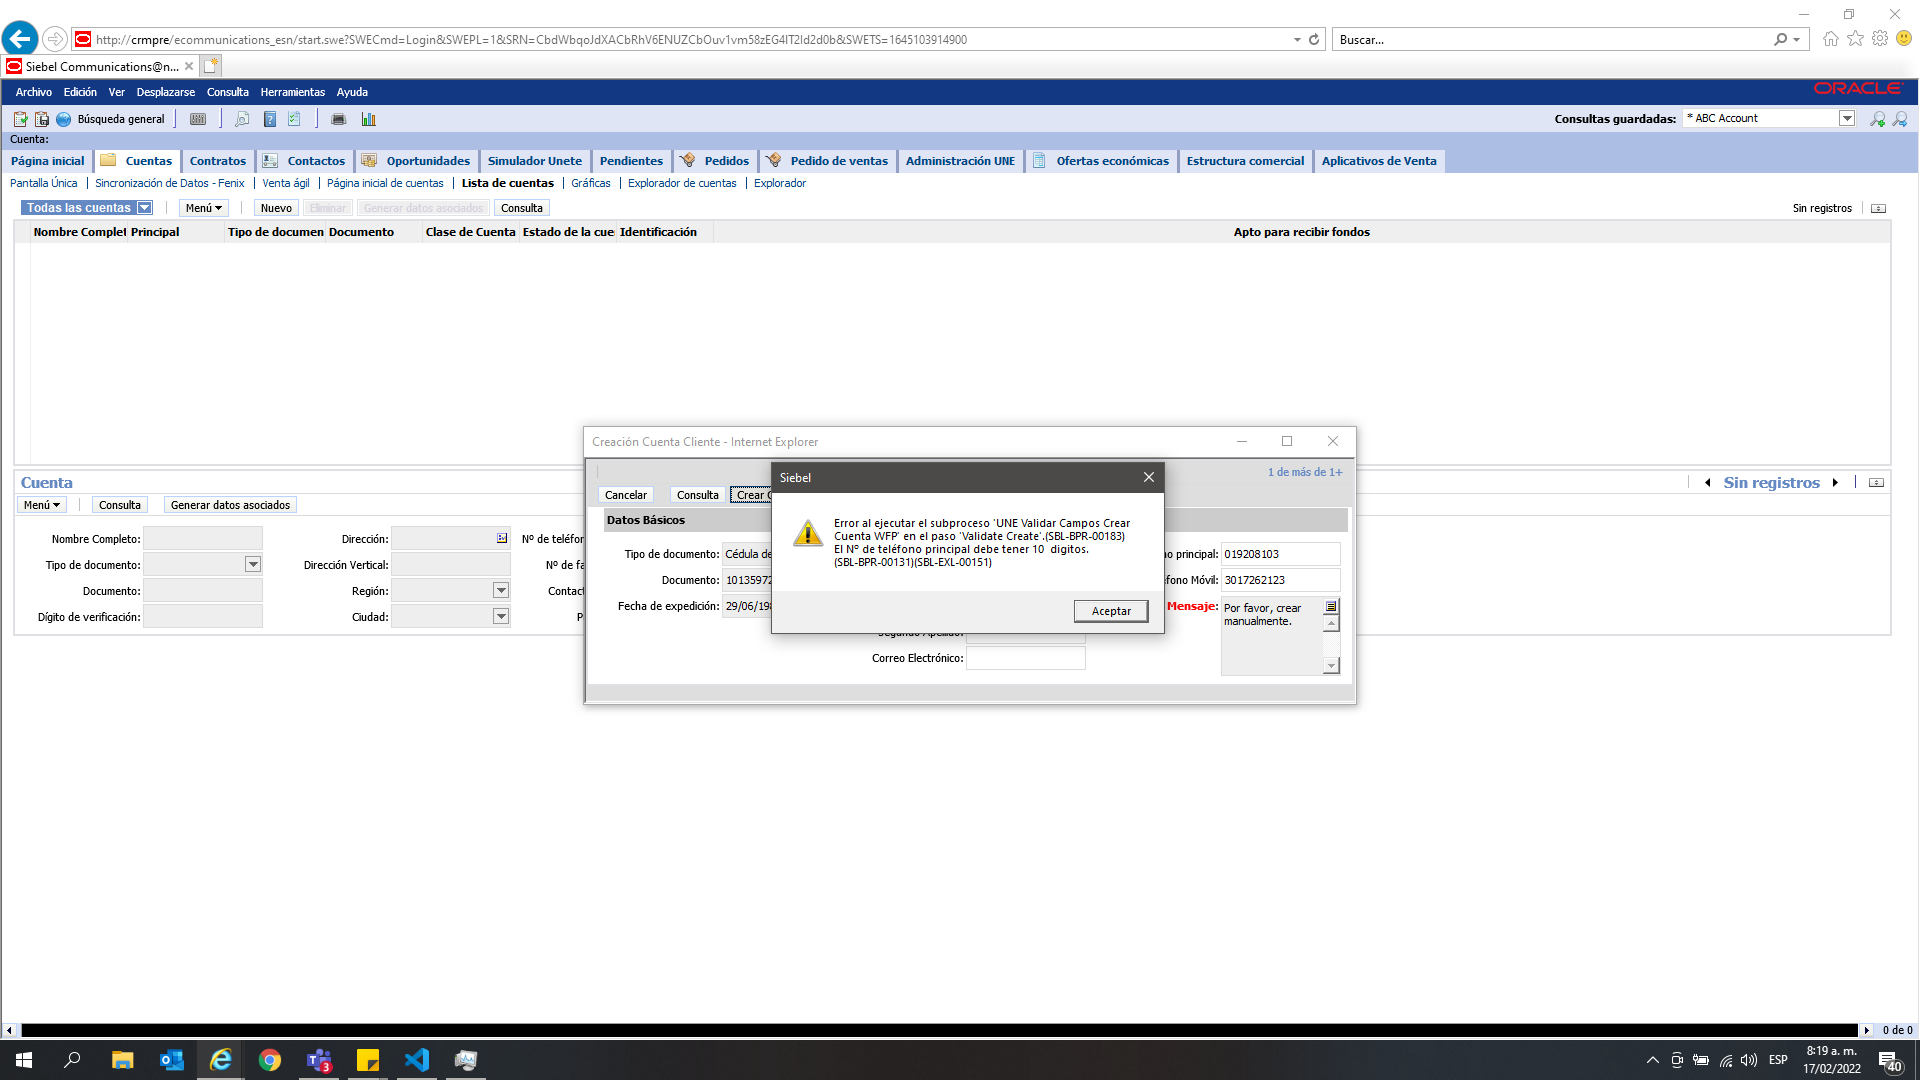 http://crmpre/ecommunications_esn/start.swe?SWECmd=Login&SWEPL=1&SRN=CbdWbqoJdXACbRhV6ENUZCbOuv1vm58zEG4IT2Id2d0b&SWETS=1645103914900
Buscar...
Siebel Communications@n...
Archivo Edición Ver Desplazarse Consulta Herramientas Ayuda
ORACLE
Búsqueda general
Consultas guardadas: * ABC Account
Cuenta:
Página inicial Cuentas Contratos Contactos Oportunidades Simulador Unete Pendientes Pedidos Pedido de ventas Administración UNE Ofertas económicas Estructura comercial Aplicativos de Venta
Pantalla Única Sincronización de Datos - Fenix Venta ágil Página inicial de cuentas Lista de cuentas Gráficas Explorador de cuentas Explorador
Todas las cuentas Menú Nuevo Eliminar Generar datos asociados Consulta Sin registros
Nombre Complet Principal Tipo de documen Documento Clase de Cuenta Estado de la cue Identificación Apto para recibir fondos
Creación Cuenta Cliente - Internet Explorer
1 de más de 1+
Cancelar Consulta Crear C
Datos Básicos
Tipo de documento: Cédula de
Documento: 10135972
Fecha de expedición: 29/06/198
Correo Electrónico:
no principal: 019208103
éfono Móvil: 3017262123
Mensaje: Por favor, crear
manualmente.
Siebel
Error al ejecutar el subproceso 'UNE Validar Campos Crear
Cuenta WFP' en el paso 'Validate Create'.(SBL-BPR-00183)
El Nº de teléfono principal debe tener 10  digitos.
(SBL-BPR-00131)(SBL-EXL-00151)
Aceptar
Cuenta
Sin registros
Menú Consulta Generar datos asociados
Nombre Completo: Dirección: Nº de teléfon
Tipo de documento: Dirección Vertical: Nº de fa
Documento: Región: Contac
Dígito de verificación: Ciudad: P
0 de 0
3
ESP
8:19 a. m.
17/02/2022
40